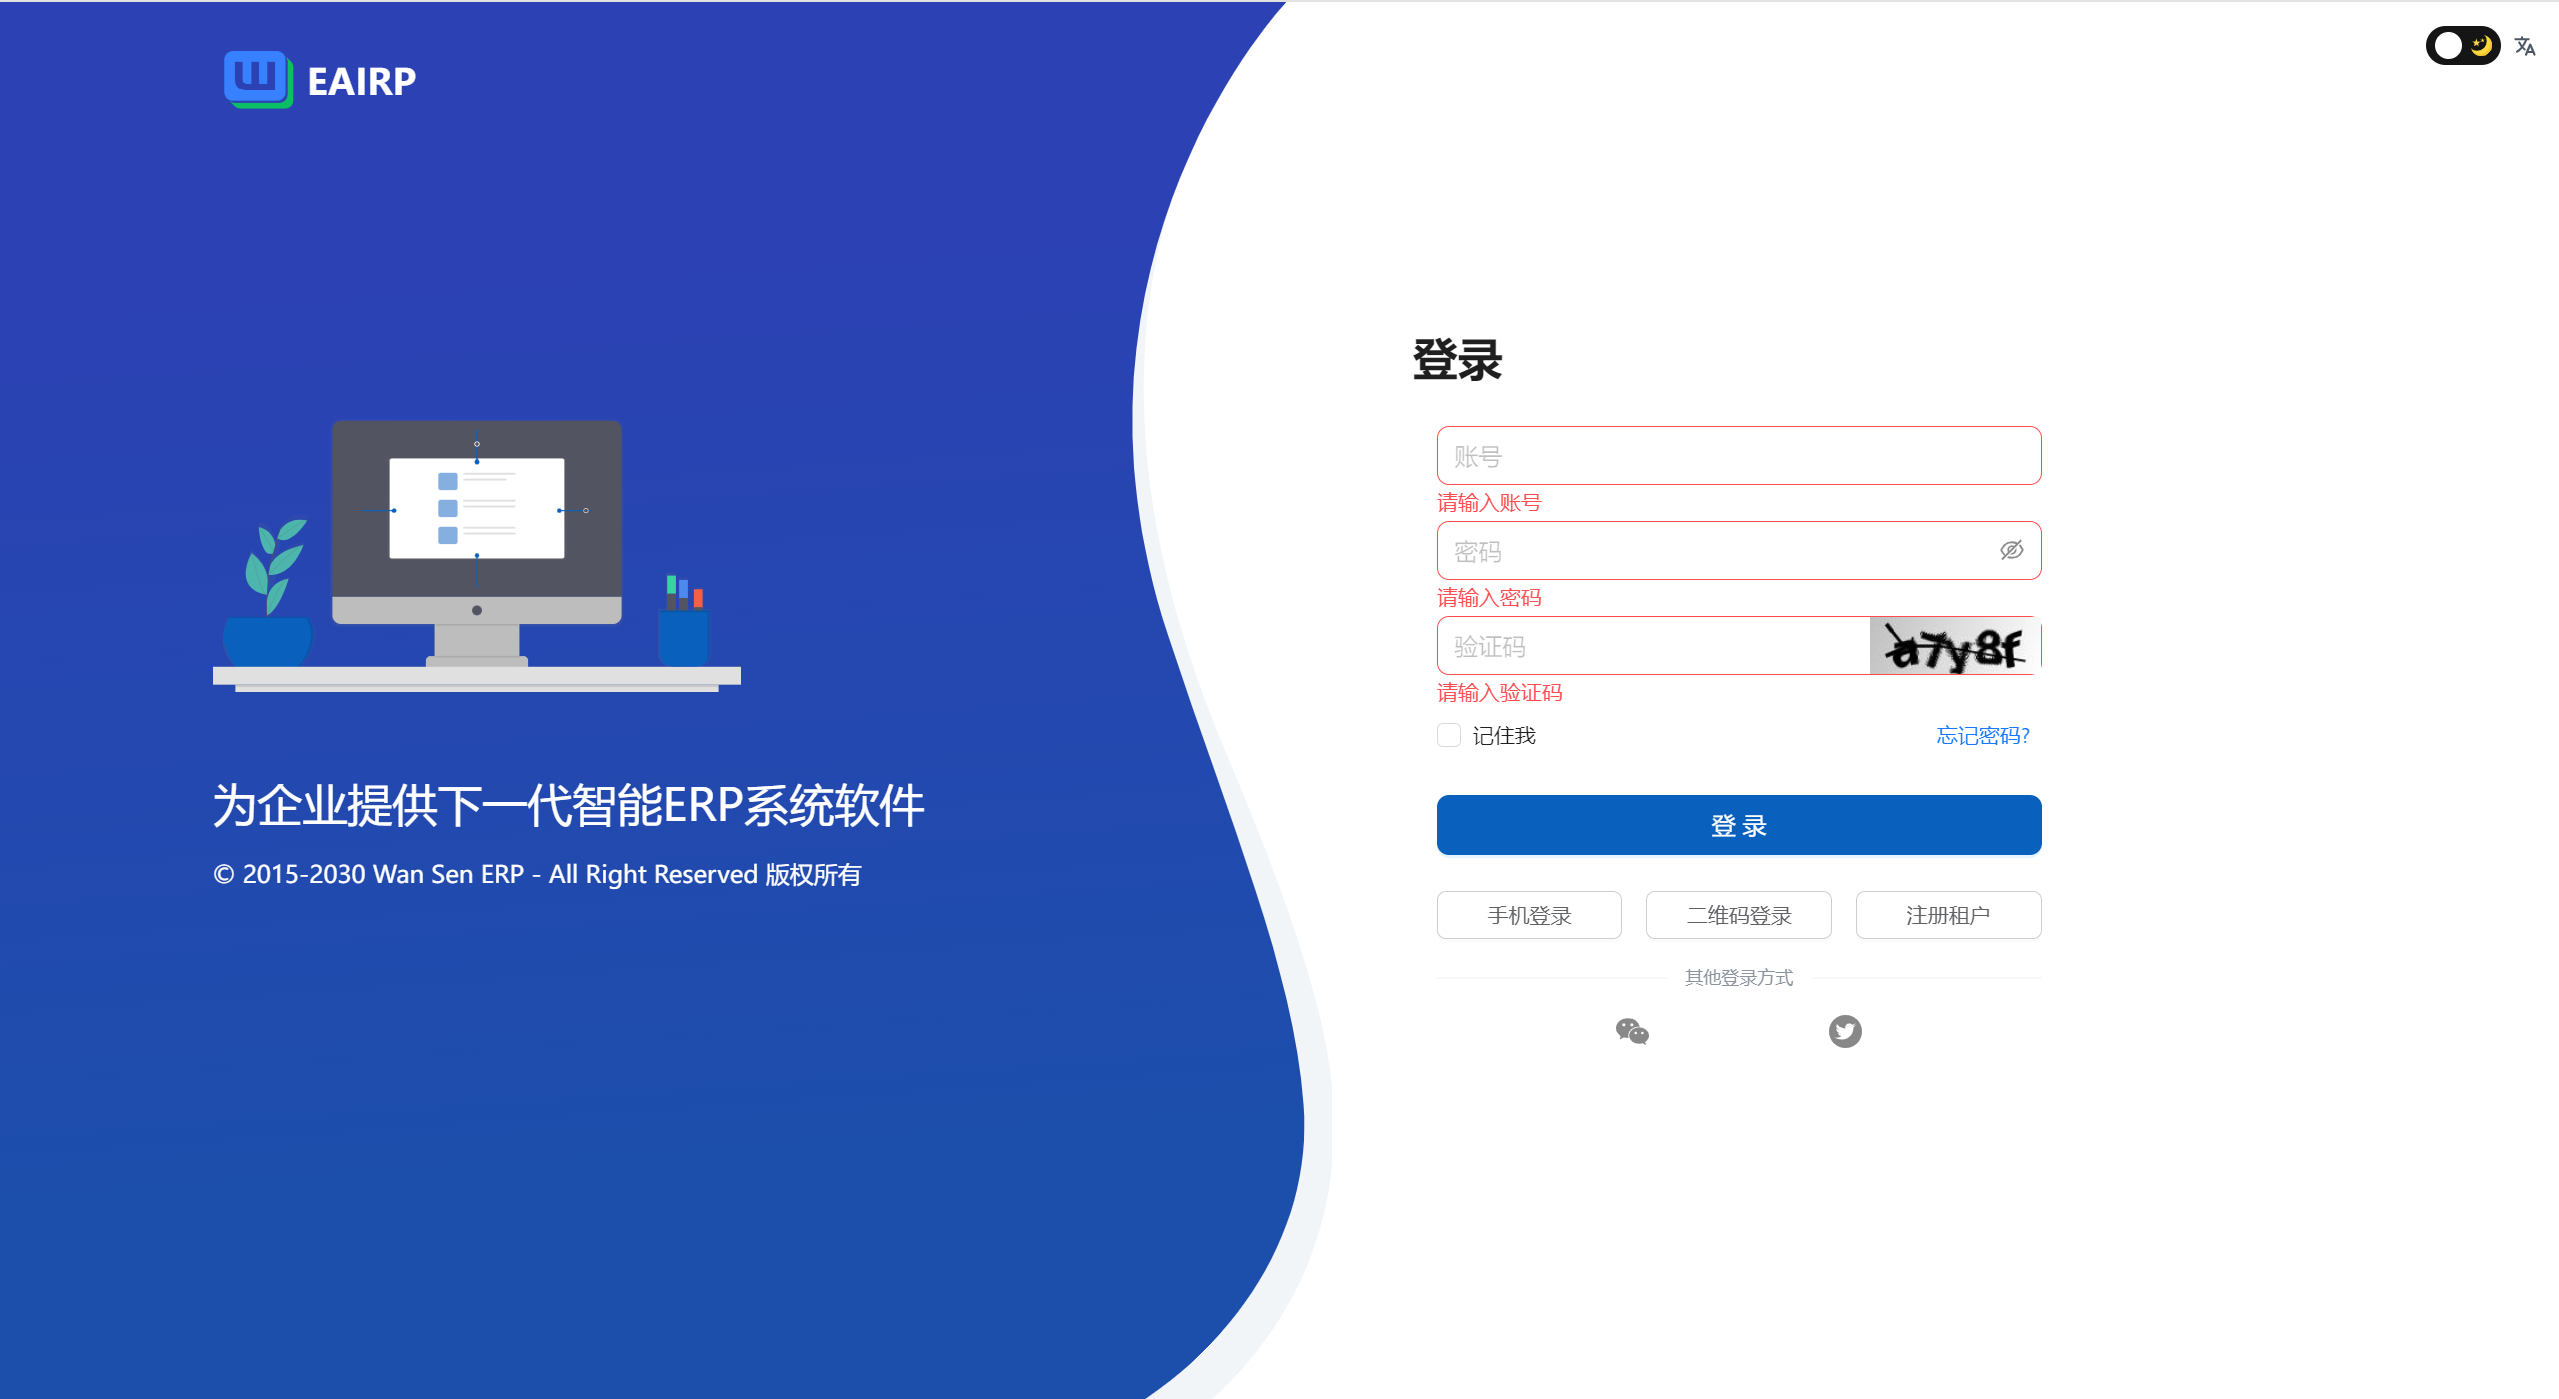 EAIRP
为企业提供下一代智能ERP系统软件
© 2015-2030 Wan Sen ERP - All Right Reserved 版权所有
登录
账号
请输入账号
密码
请输入密码
验证码
a7y8f
请输入验证码
记住我
忘记密码?
登 录
手机登录
二维码登录
注册租户
其他登录方式